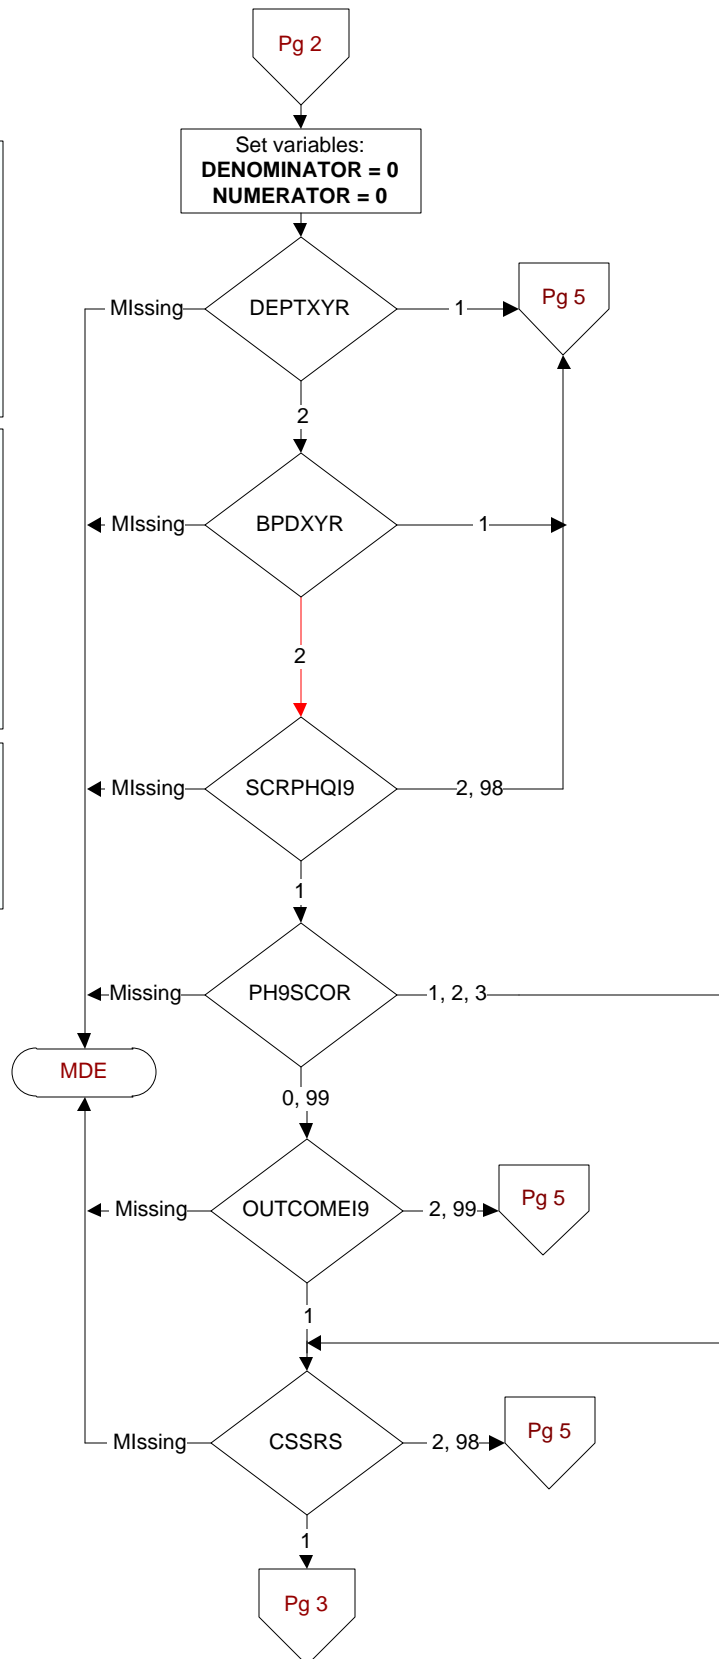 Pg 2
Set variables:
DENOMINATOR = 0
NUMERATOR = 0
MIssing
DEPTXYR
1
Pg 5
2
MIssing
BPDXYR
1
2
MIssing
SCRPHQI9
2, 98
1
Missing
PH9SCOR
1, 2, 3
MDE
0, 99
Missing
OUTCOMEI9
2, 99
Pg 5
1
MIssing
CSSRS
2, 98
Pg 5
1
Pg 3